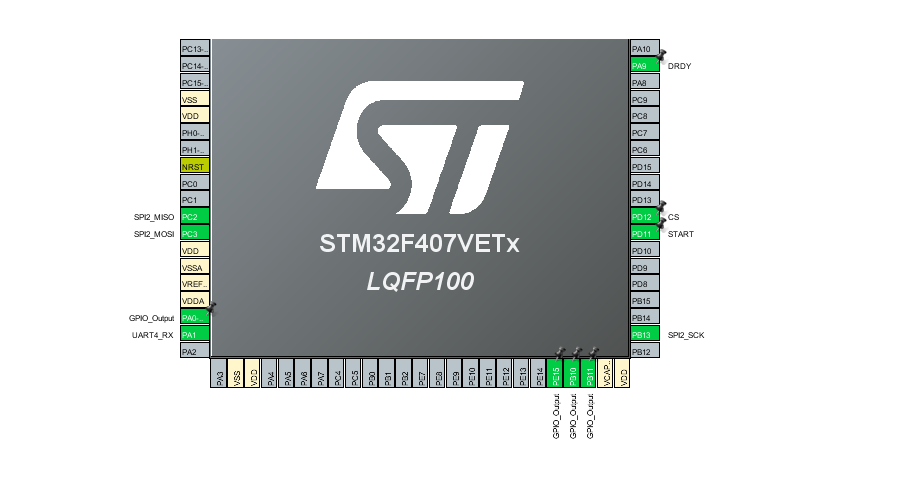 PC13-..
PC14-..
PC15-..
VSS
VDD
PH0-..
PH1-..
NRST
PC0
PC1
SPI2_MISO PC2
SPI2_MOSI PC3
VDD
VSSA
VREF..
VDDA
GPIO_Output PA0-..
UART4_RX PA1
PA2
STM32F407VETx
LQFP100
PA10
PA9 DRDY
PA8
PC9
PC8
PC7
PC6
PD15
PD14
PD13
PD12 CS
PD11 START
PD10
PD9
PD8
PB15
PB14
PB13 SPI2_SCK
PB12
PA3
VSS
VDD
PA4
PA5
PA6
PA7
PC4
PC5
PB0
PB1
PB2
PE7
PE8
PE9
PE10
PE11
PE12
PE13
PE14
PE15 GPIO_Output
PB10 GPIO_Output
PB11 GPIO_Output
VCAP..
VDD